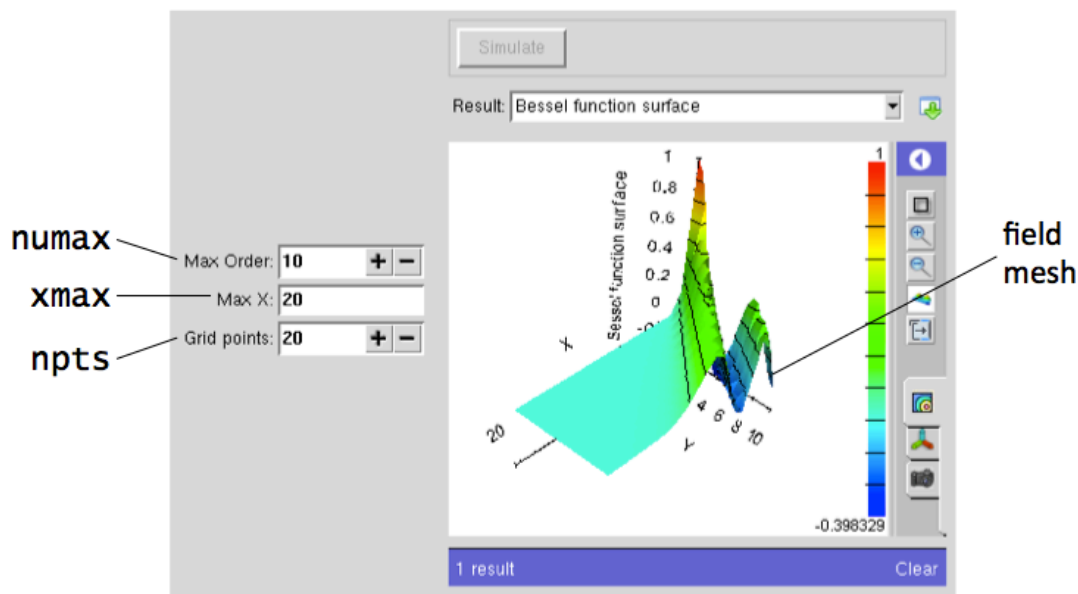 Simulate
Result: Bessel function surface
numax
Max Order: 10
xmax
Max X: 20
npts
Grid points: 20
field
mesh
Sessel function surface
1
0.8
0.6
0.4
0.2
0
X
20
Y
4
6
8
10
1
-0.398329
1 result
Clear